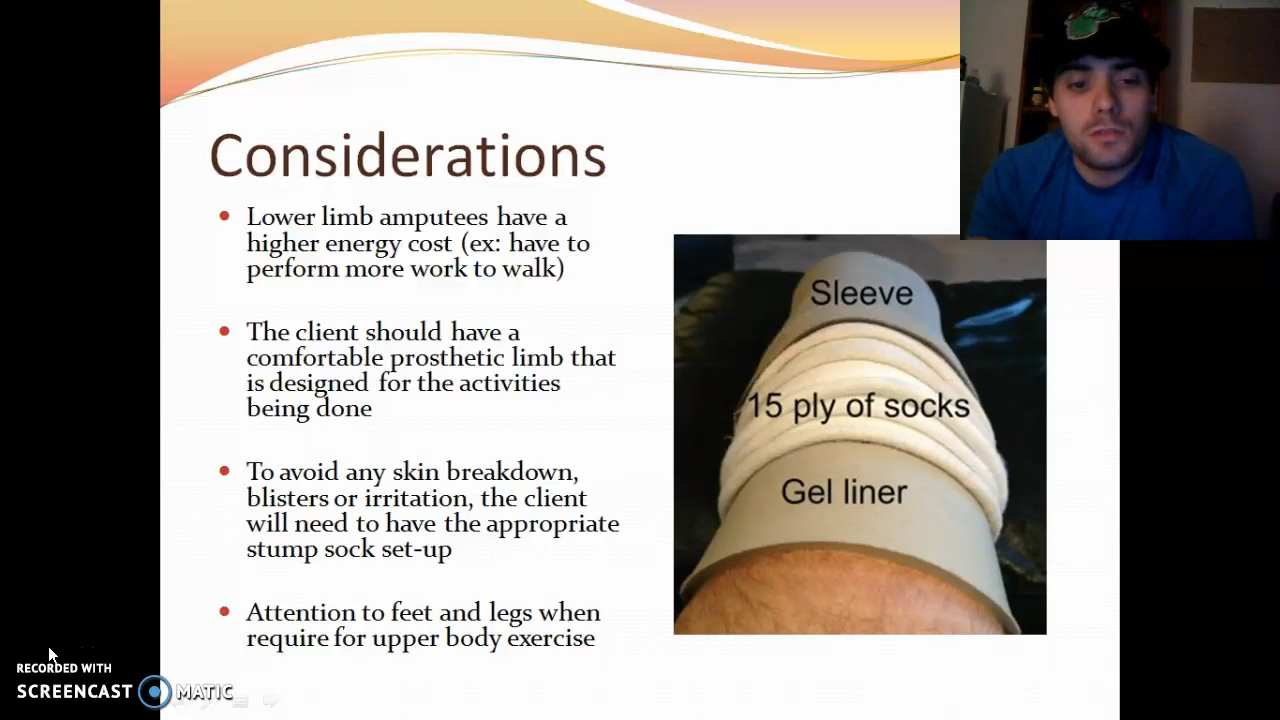 Considerations
Lower limb amputees have a
higher energy cost (ex: have to
perform more work to walk)
The client should have a
comfortable prosthetic limb that
is designed for the activities
being done
To avoid any skin breakdown,
blisters or irritation, the client
will need to have the appropriate
stump sock set-up
Attention to feet and legs when
require for upper body exercise
Sleeve
15 ply of socks
Gel liner
RECORDED WITH
SCREENCAST MATIC